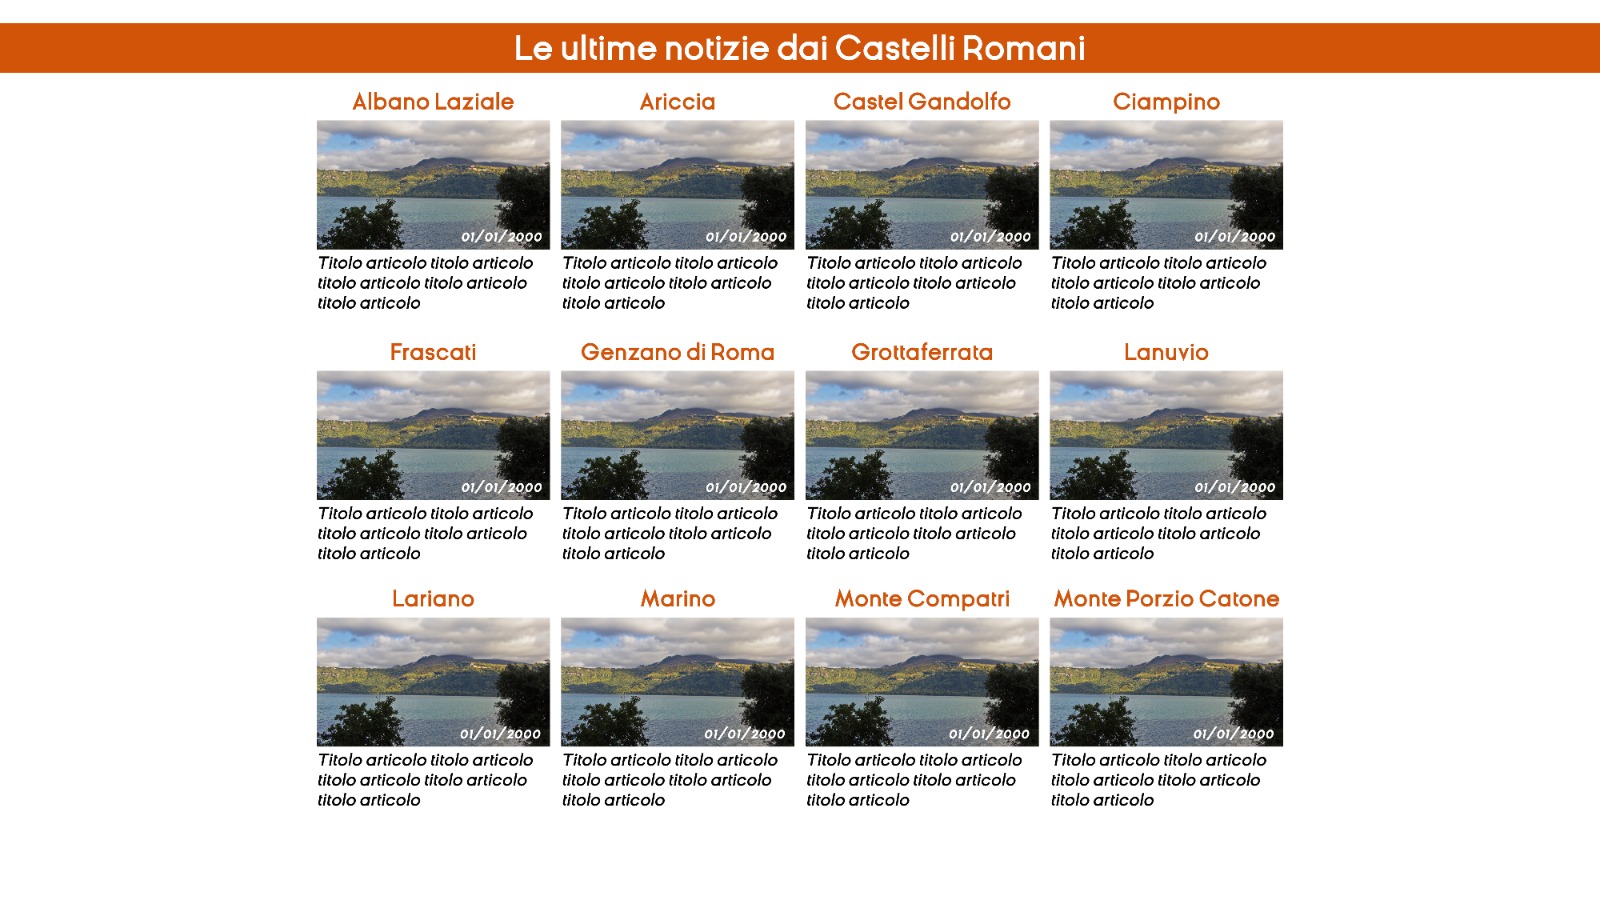 Le ultime notizie dai Castelli Romani
Albano Laziale
01/01/2000
Titolo articolo titolo articolo
titolo articolo titolo articolo
titolo articolo
Ariccia
01/01/2000
Titolo articolo titolo articolo
titolo articolo titolo articolo
titolo articolo
Castel Gandolfo
01/01/2000
Titolo articolo titolo articolo
titolo articolo titolo articolo
titolo articolo
Ciampino
01/01/2000
Titolo articolo titolo articolo
titolo articolo titolo articolo
titolo articolo
Frascati
01/01/2000
Titolo articolo titolo articolo
titolo articolo titolo articolo
titolo articolo
Genzano di Roma
01/01/2000
Titolo articolo titolo articolo
titolo articolo titolo articolo
titolo articolo
Grottaferrata
01/01/2000
Titolo articolo titolo articolo
titolo articolo titolo articolo
titolo articolo
Lanuvio
01/01/2000
Titolo articolo titolo articolo
titolo articolo titolo articolo
titolo articolo
Lariano
01/01/2000
Titolo articolo titolo articolo
titolo articolo titolo articolo
titolo articolo
Marino
01/01/2000
Titolo articolo titolo articolo
titolo articolo titolo articolo
titolo articolo
Monte Compatri
01/01/2000
Titolo articolo titolo articolo
titolo articolo titolo articolo
titolo articolo
Monte Porzio Catone
01/01/2000
Titolo articolo titolo articolo
titolo articolo titolo articolo
titolo articolo